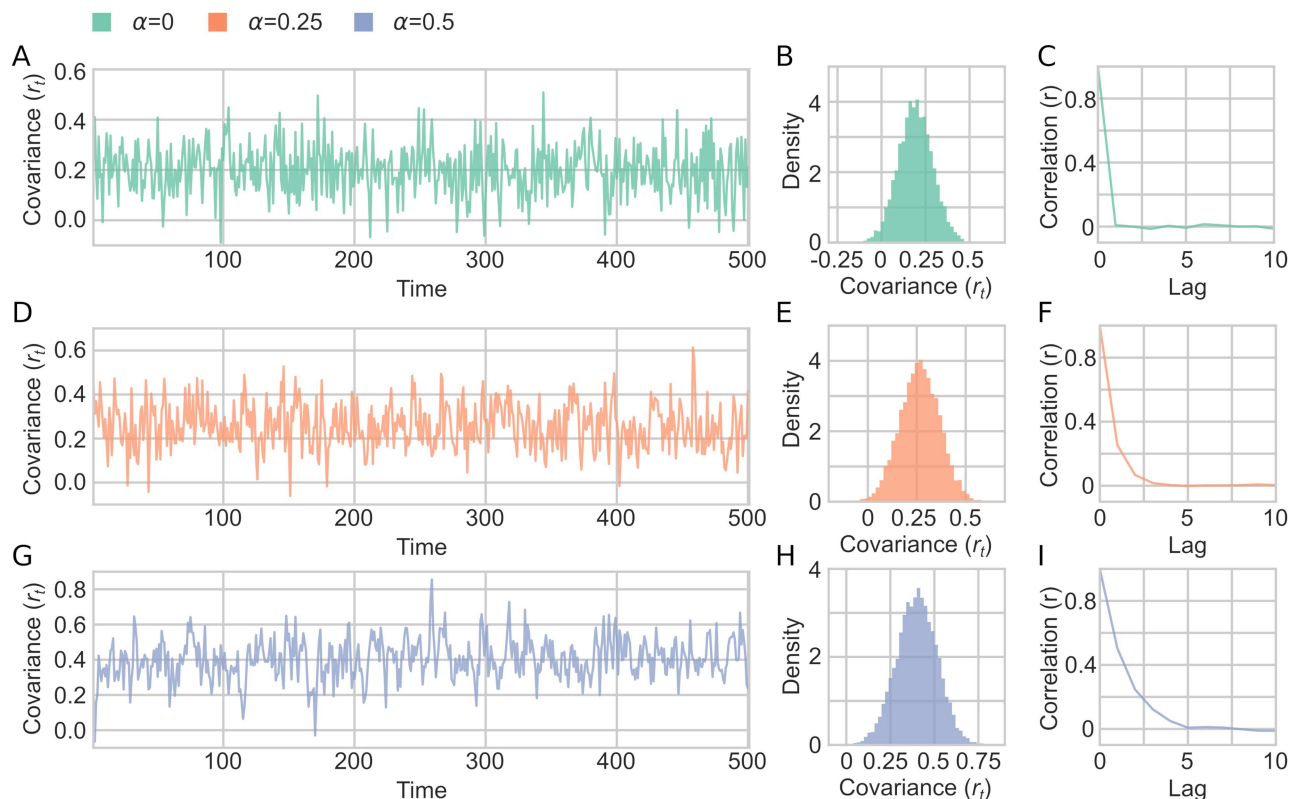 α=0 α=0.25 α=0.5
A
Covariance (rt)
0.6
0.4
0.2
0.0
100 200 300 400 500
Time
B
Density
4
2
0
-0.25 0 0.25 0.5
Covariance (rt)
C
Correlation (r)
0.8
0.4
0
0 5 10
Lag
D
Covariance (rt)
0.6
0.4
0.2
0.0
100 200 300 400 500
Time
E
Density
4
2
0
0 0.25 0.5
Covariance (rt)
F
Correlation (r)
0.8
0.4
0
0 5 10
Lag
G
Covariance (rt)
0.8
0.6
0.4
0.2
0.0
100 200 300 400 500
Time
H
Density
4
2
0
0 0.25 0.5 0.75
Covariance (rt)
I
Correlation (r)
0.8
0.4
0
0 5 10
Lag